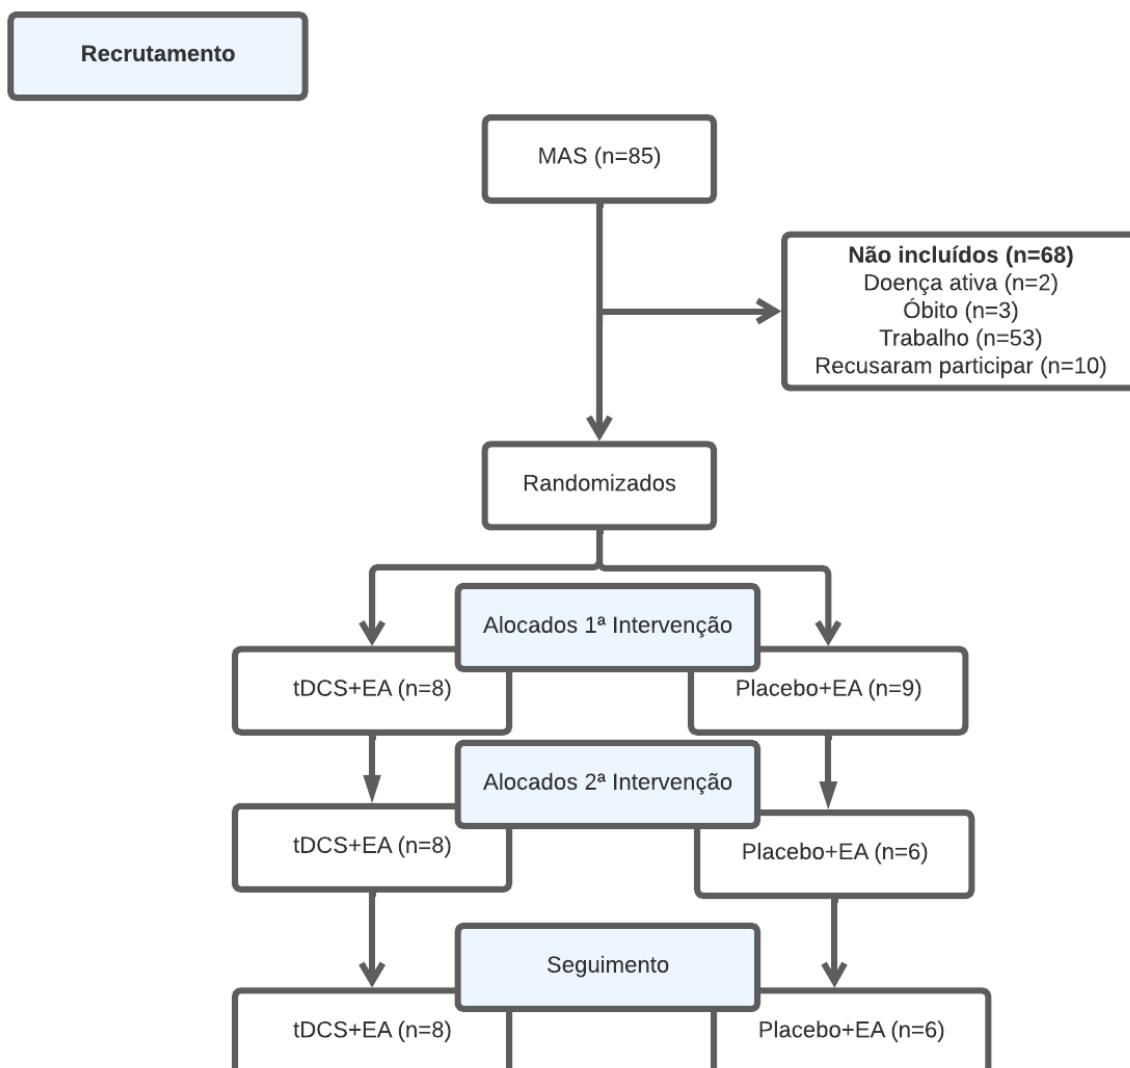 Recrutamento
MAS (n=85)
Não incluídos (n=68)
Doença ativa (n=2)
Óbito (n=3)
Trabalho (n=53)
Recusaram participar (n=10)
Randomizados
Alocados 1ª Intervenção
tDCS+EA (n=8)
Placebo+EA (n=9)
Alocados 2ª Intervenção
tDCS+EA (n=8)
Placebo+EA (n=6)
Seguimento
tDCS+EA (n=8)
Placebo+EA (n=6)